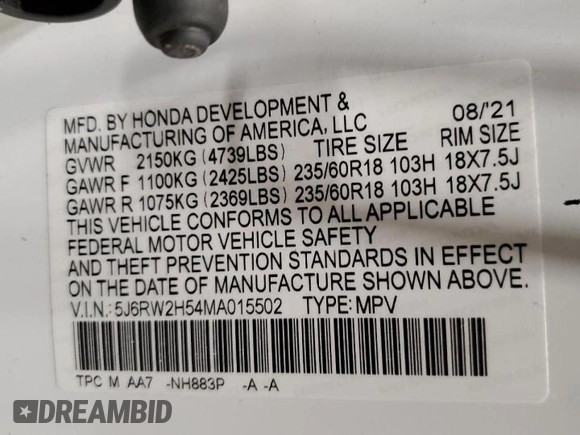 MFD. BY HONDA DEVELOPMENT & 08/'21
MANUFACTURING OF AMERICA, LLC
GVWR 2150KG (4739LBS) TIRE SIZE RIM SIZE
GAWR F 1100KG (2425LBS) 235/60R18 103H 18X7.5J
GAWR R 1075KG (2369LBS) 235/60R18 103H 18X7.5J
THIS VEHICLE CONFORMS TO ALL APPLICABLE
FEDERAL MOTOR VEHICLE SAFETY
AND THEFT PREVENTION STANDARDS IN EFFECT
ON THE DATE OF MANUFACTURE SHOWN ABOVE.
V.I.N.:5J6RW2H54MA015502 TYPE:MPV
TPC M AA7 -NH883P -A -A
DREAMBID